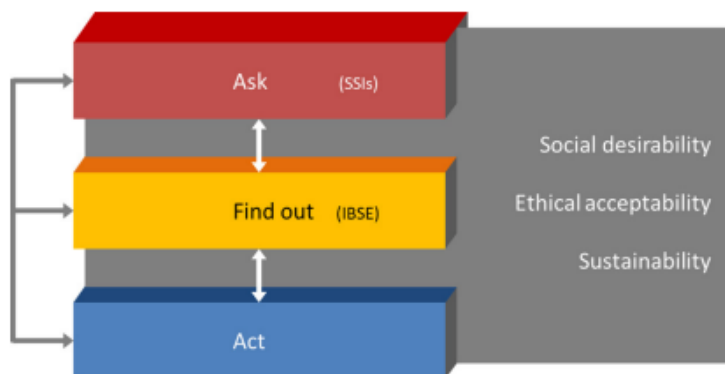 Ask (SSIs)
Find out (IBSE)
Act
Social desirability
Ethical acceptability
Sustainability